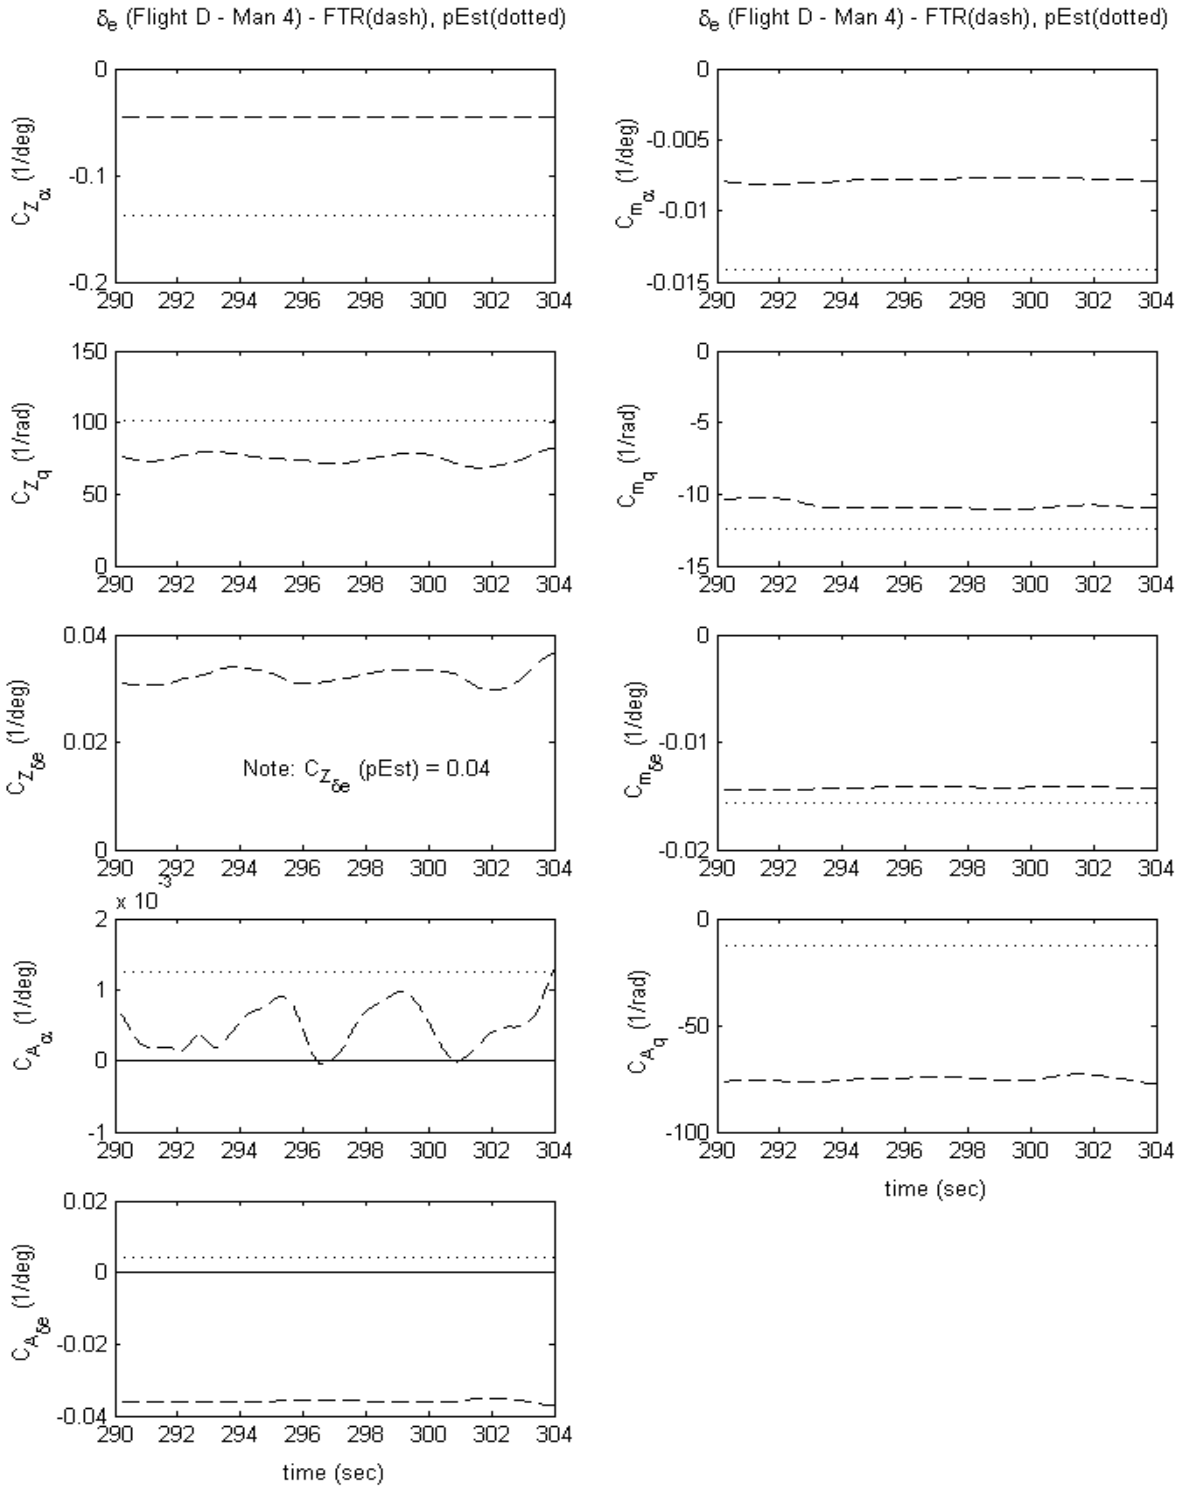 δe (Flight D - Man 4) - FTR(dash), pEst(dotted)
0
-0.1
-0.2
CZα (1/deg)
290 292 294 296 298 300 302 304
150
100
50
0
CZq (1/rad)
290 292 294 296 298 300 302 304
0.04
0.02
0
CZδe (1/deg)
Note: CZδe (pEst) = 0.04
290 292 294 296 298 300 302 304
x 10-3
2
1
0
-1
CAα (1/deg)
290 292 294 296 298 300 302 304
0.02
0
-0.02
-0.04
CAδe (1/deg)
290 292 294 296 298 300 302 304
time (sec)
δe (Flight D - Man 4) - FTR(dash), pEst(dotted)
0
-0.005
-0.01
-0.015
Cmα (1/deg)
290 292 294 296 298 300 302 304
0
-5
-10
-15
Cmq (1/rad)
290 292 294 296 298 300 302 304
0
-0.01
-0.02
Cmδe (1/deg)
290 292 294 296 298 300 302 304
0
-50
-100
CAq (1/rad)
290 292 294 296 298 300 302 304
time (sec)